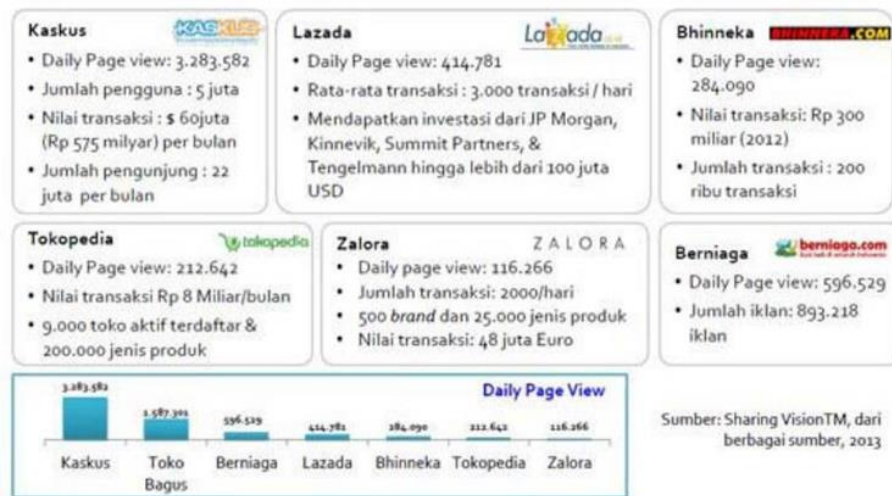 Kaskus
KASKUS
• Daily Page view: 3.283.582
• Jumlah pengguna : 5 juta
• Nilai transaksi : $ 60juta
(Rp 575 milyar) per bulan
• Jumlah pengunjung : 22
juta per bulan
Lazada
Lazada
• Daily Page view: 414.781
• Rata-rata transaksi : 3.000 transaksi / hari
• Mendapatkan investasi dari JP Morgan,
Kinnevik, Summit Partners, &
Tengelmann hingga lebih dari 100 juta
USD
Bhinneka
BHINNEKA.COM
• Daily Page view:
284.090
• Nilai transaksi: Rp 300
miliar (2012)
• Jumlah transaksi : 200
ribu transaksi
Tokopedia
tokopedia
• Daily Page view: 212.642
• Nilai transaksi Rp 8 Miliar/bulan
• 9.000 toko aktif terdaftar &
200.000 jenis produk
Zalora
ZALORA
• Daily page view: 116.266
• Jumlah transaksi: 2000/hari
• 500 brand dan 25.000 jenis produk
• Nilai transaksi: 48 juta Euro
Berniaga
berniaga.com
• Daily Page view: 596.529
• Jumlah iklan: 893.218
iklan
Daily Page View
3.283.582
1.587.301
596.529
414.781
284.090
212.642
116.266
Kaskus
Toko
Bagus
Berniaga
Lazada
Bhinneka
Tokopedia
Zalora
Sumber: Sharing VisionTM, dari
berbagai sumber, 2013